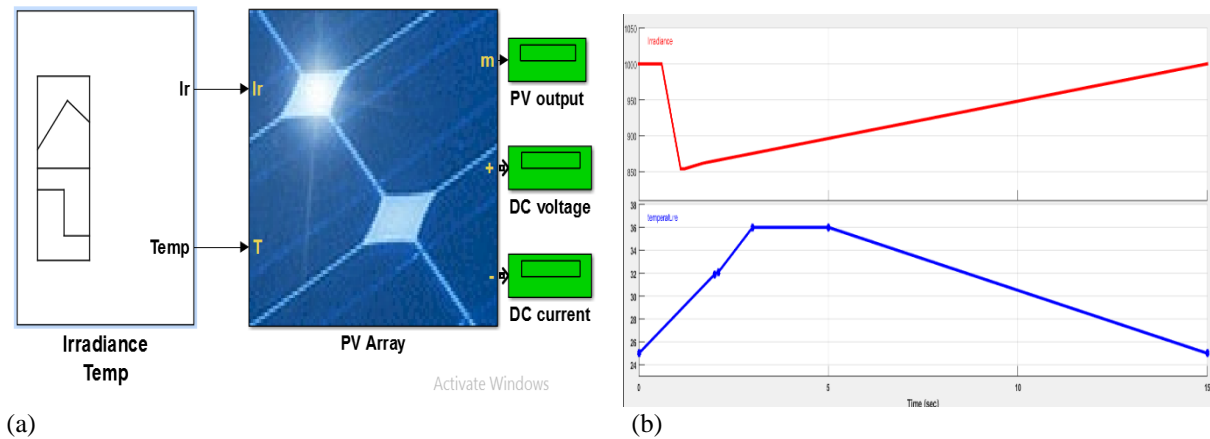 Ir
Temp
Irradiance
Temp
Ir
T
m
+
-
PV Array
PV output
DC voltage
DC current
Activate Windows
(a)
Irradiance
1050
1000
950
900
850
temperature
38
36
34
32
30
28
26
24
0
5
10
15
Time (sec)
(b)